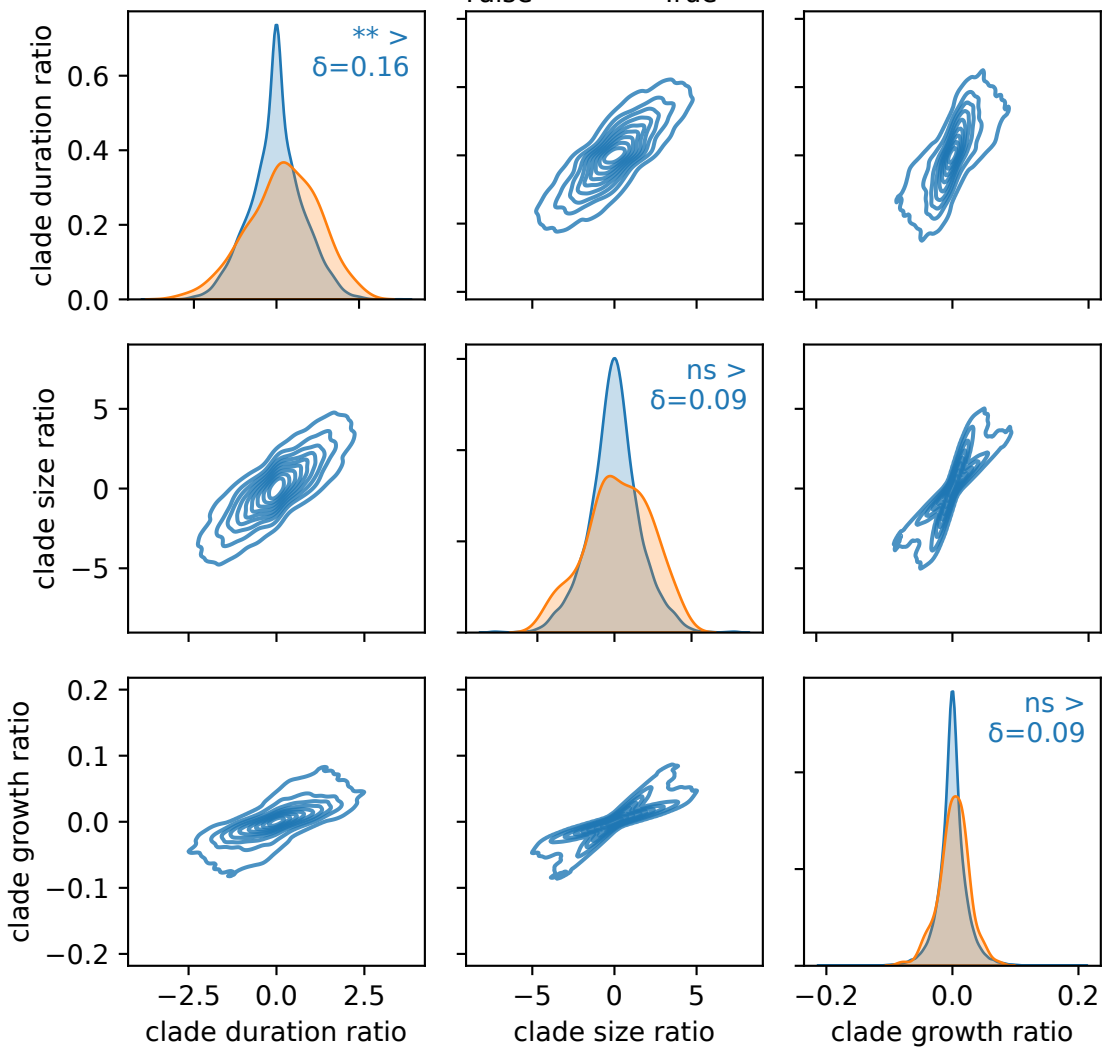 clade duration ratio
0.6
0.4
0.2
0.0
** >
δ=0.16
clade size ratio
5
0
−5
ns >
δ=0.09
clade growth ratio
0.2
0.1
0.0
−0.1
−0.2
ns >
δ=0.09
−2.5 0.0 2.5
−5 0 5
−0.2 0.0 0.2
clade duration ratio
clade size ratio
clade growth ratio